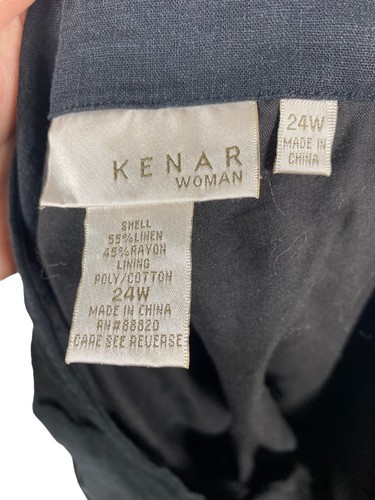 KENAR
WOMAN
24W
MADE IN
CHINA
SHELL
55%LINEN
45%RAYON
LINING
POLY/COTTON
24W
MADE IN CHINA
RN#88820
CARE SEE REVERSE